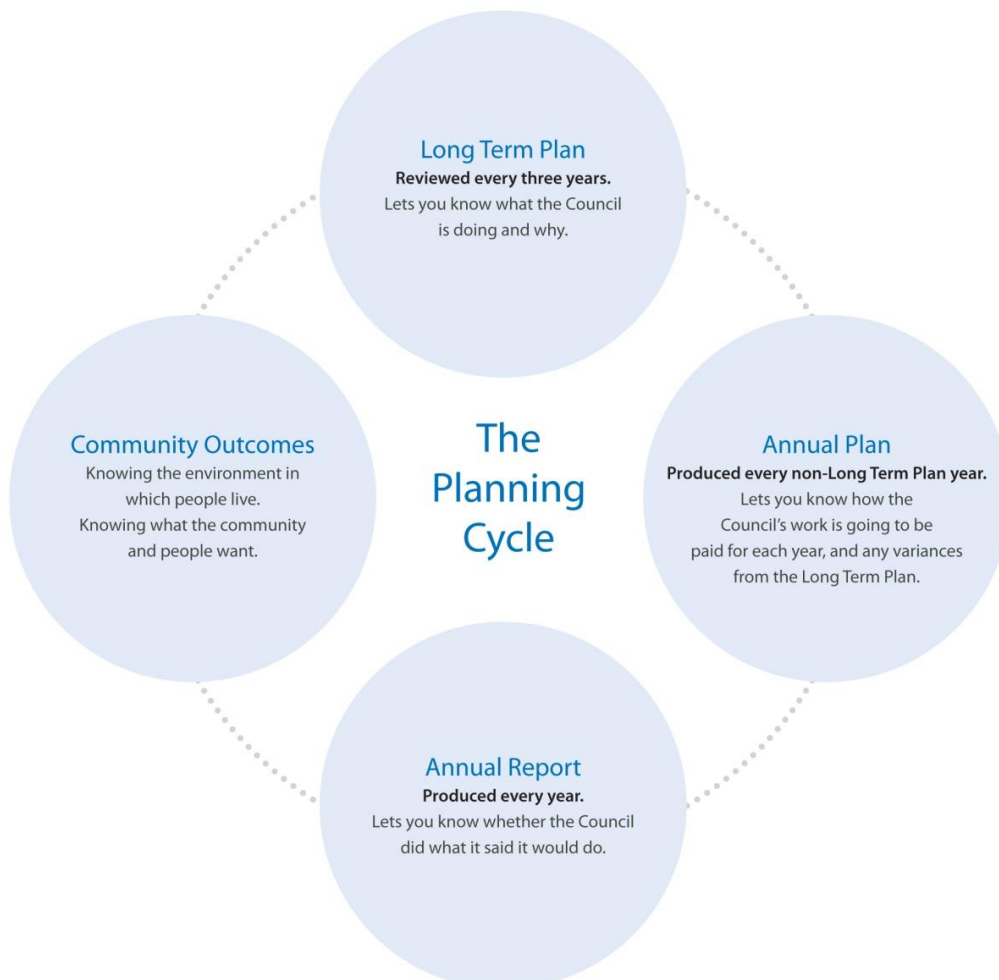 Long Term Plan
Reviewed every three years.
Lets you know what the Council
is doing and why.
Community Outcomes
Knowing the environment in
which people live.
Knowing what the community
and people want.
The
Planning
Cycle
Annual Plan
Produced every non-Long Term Plan year.
Lets you know how the
Council’s work is going to be
paid for each year, and any variances
from the Long Term Plan.
Annual Report
Produced every year.
Lets you know whether the Council
did what it said it would do.